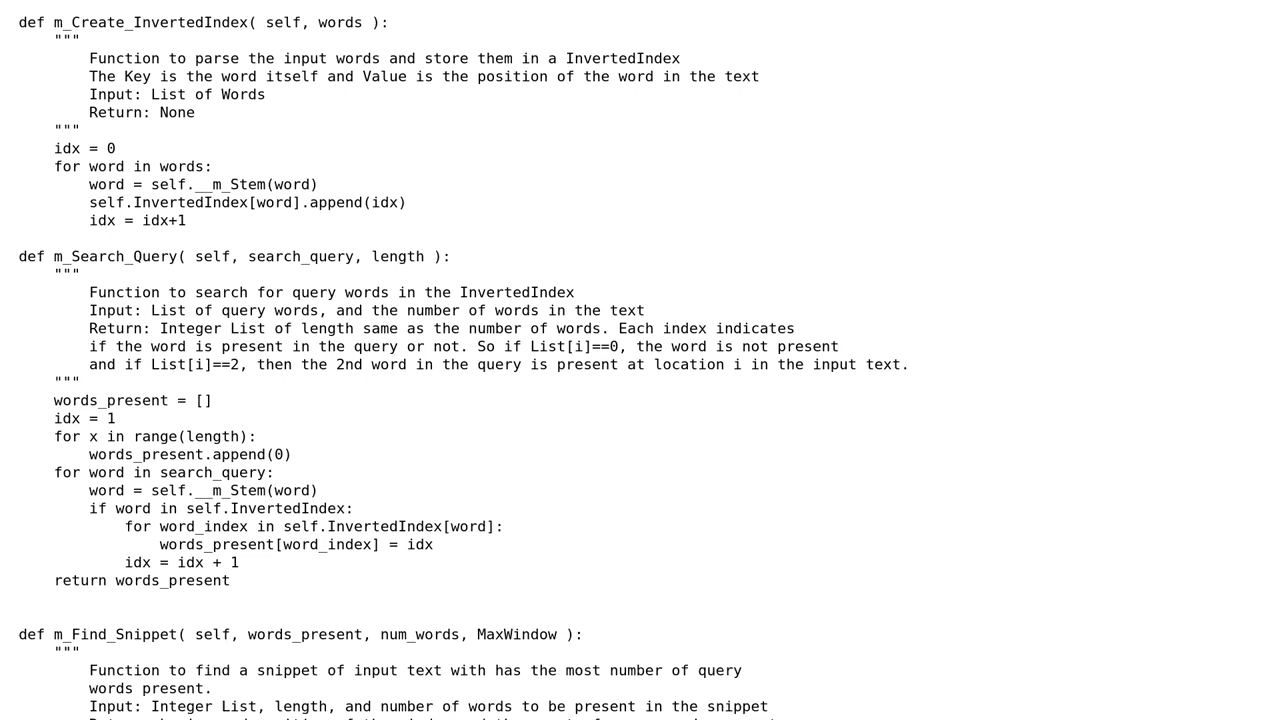 def m_Create_InvertedIndex( self, words ):
    """
        Function to parse the input words and store them in a InvertedIndex
        The Key is the word itself and Value is the position of the word in the text
        Input: List of Words
        Return: None
    """
    idx = 0
    for word in words:
        word = self.__m_Stem(word)
        self.InvertedIndex[word].append(idx)
        idx = idx+1

def m_Search_Query( self, search_query, length ):
    """
        Function to search for query words in the InvertedIndex
        Input: List of query words, and the number of words in the text
        Return: Integer List of length same as the number of words. Each index indicates
        if the word is present in the query or not. So if List[i]==0, the word is not present
        and if List[i]==2, then the 2nd word in the query is present at location i in the input text.
    """
    words_present = []
    idx = 1
    for x in range(length):
        words_present.append(0)
    for word in search_query:
        word = self.__m_Stem(word)
        if word in self.InvertedIndex:
            for word_index in self.InvertedIndex[word]:
                words_present[word_index] = idx
            idx = idx + 1
    return words_present


def m_Find_Snippet( self, words_present, num_words, MaxWindow ):
    """
        Function to find a snippet of input text with has the most number of query
        words present.
        Input: Integer List, length, and number of words to be present in the snippet